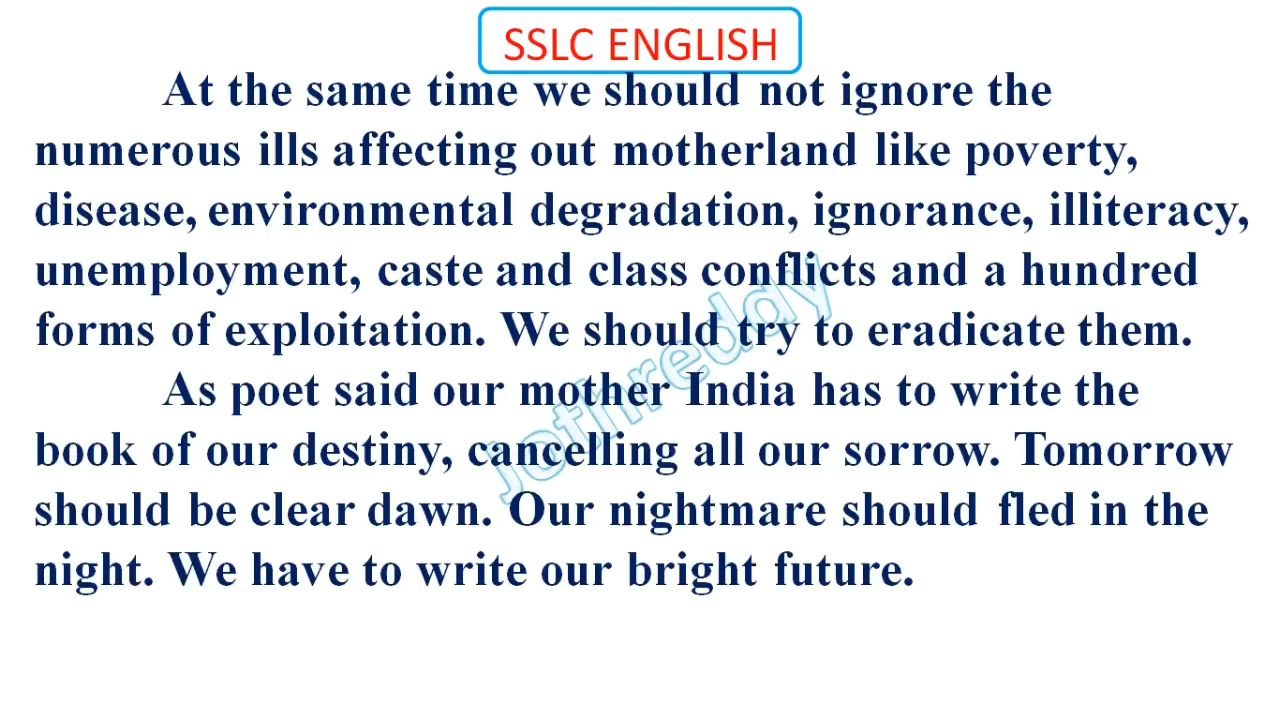 SSLC ENGLISH
At the same time we should not ignore the
numerous ills affecting out motherland like poverty,
disease, environmental degradation, ignorance, illiteracy,
unemployment, caste and class conflicts and a hundred
forms of exploitation. We should try to eradicate them.
As poet said our mother India has to write the
book of our destiny, cancelling all our sorrow. Tomorrow
should be clear dawn. Our nightmare should fled in the
night. We have to write our bright future.
Jothreddy